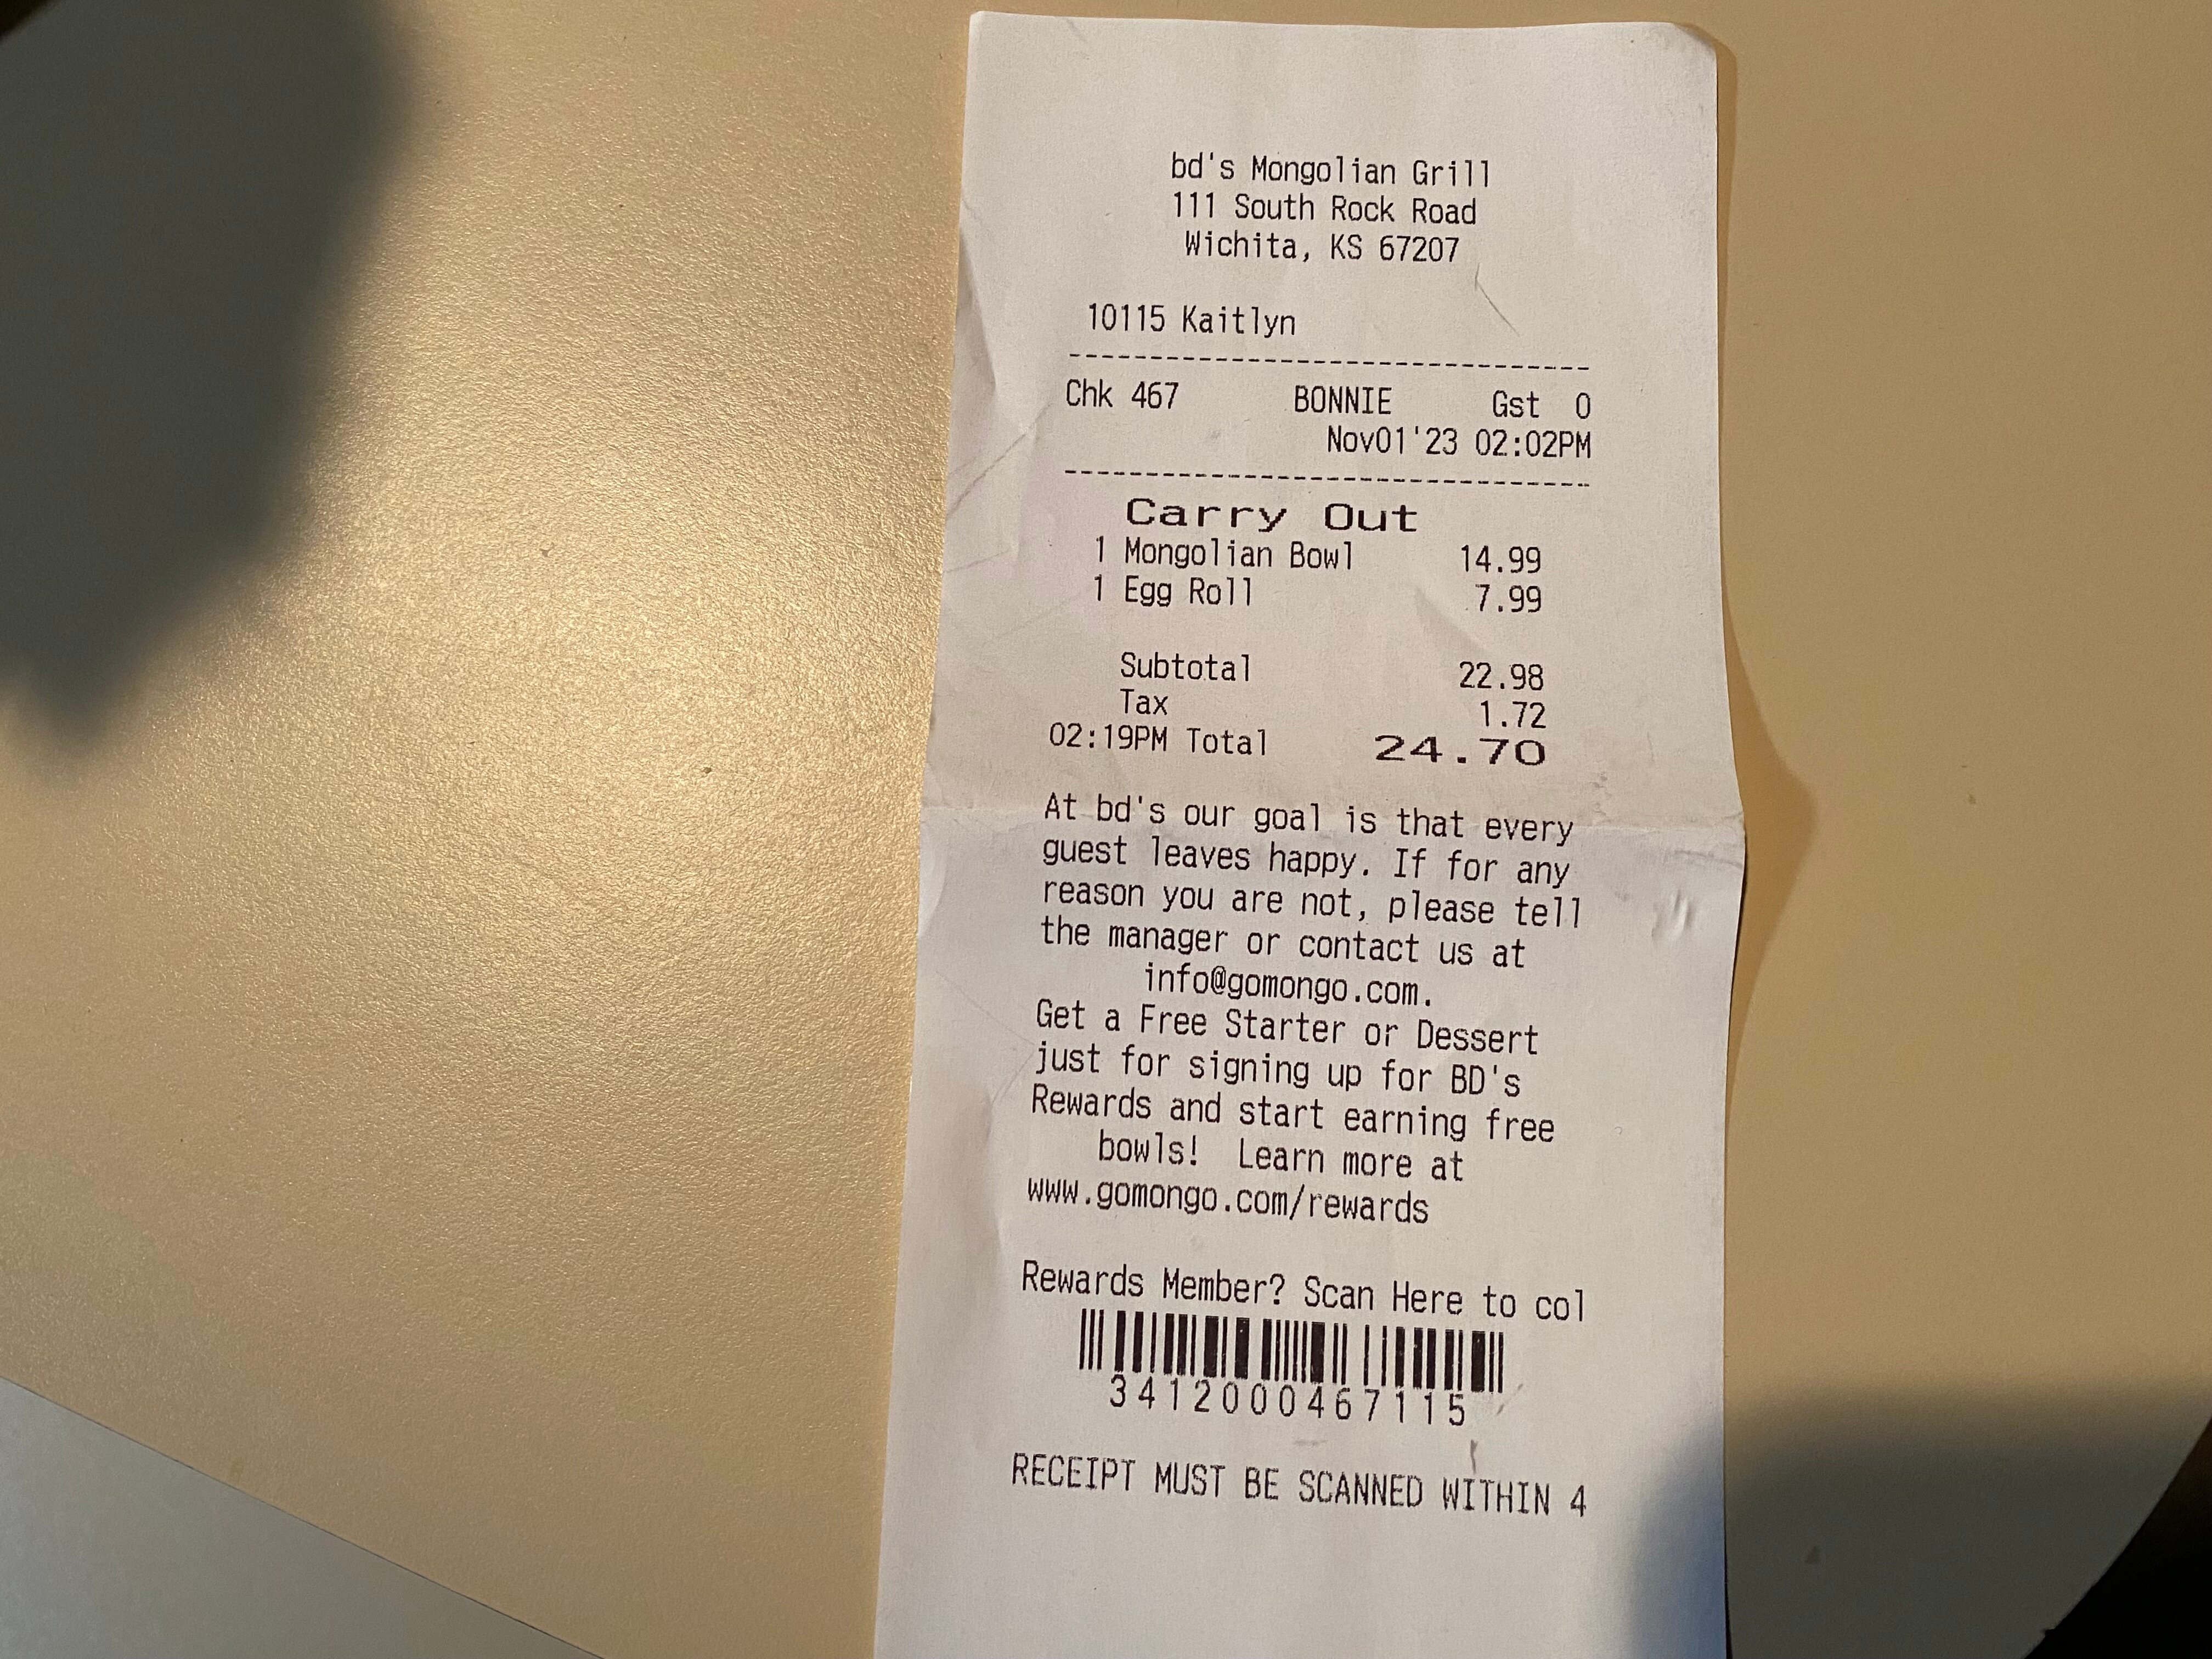 bd's Mongolian Grill
111 South Rock Road
Wichita, KS 67207
10115 Kaitlyn
--------------------------------
Chk 467 BONNIE Gst 0
Nov01'23 02:02PM
--------------------------------
Carry Out
1 Mongolian Bowl 14.99
1 Egg Roll 7.99
Subtotal 22.98
Tax 1.72
02:19PM Total 24.70
At bd's our goal is that every
guest leaves happy. If for any
reason you are not, please tell
the manager or contact us at
info@gomongo.com.
Get a Free Starter or Dessert
just for signing up for BD's
Rewards and start earning free
bowls! Learn more at
www.gomongo.com/rewards
Rewards Member? Scan Here to col
3412000467115
RECEIPT MUST BE SCANNED WITHIN 4